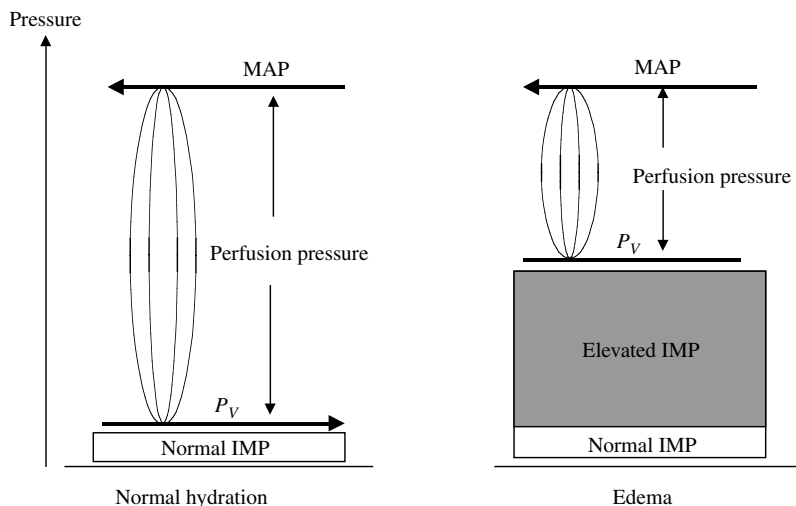 Pressure
MAP
Perfusion pressure
P_V
Normal IMP
Normal hydration
MAP
Perfusion pressure
P_V
Elevated IMP
Normal IMP
Edema